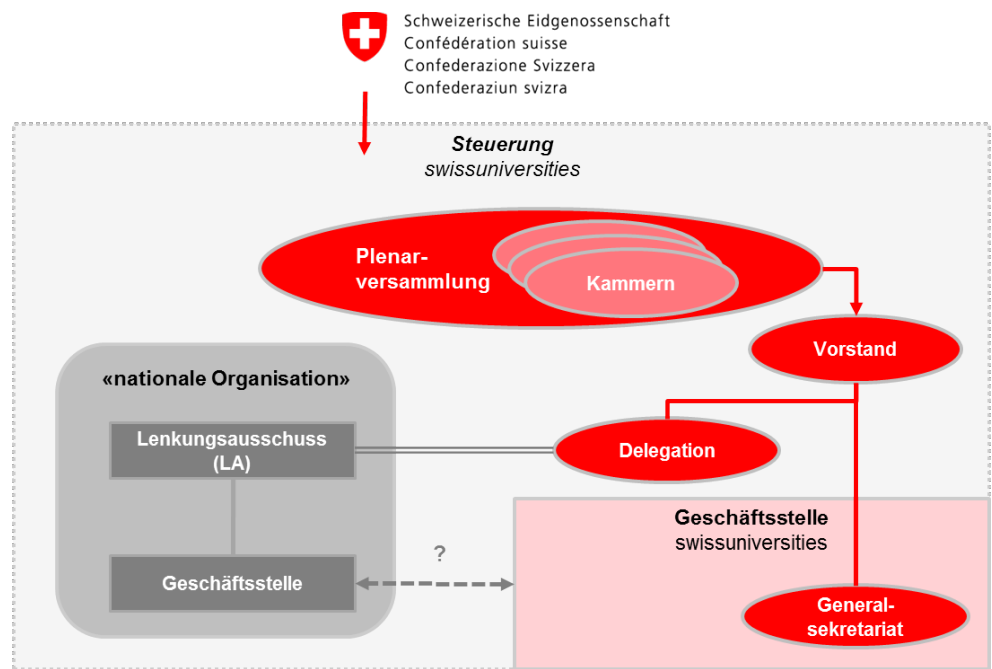 Schweizerische Eidgenossenschaft
Confédération suisse
Confederazione Svizzera
Confederaziun svizra
Steuerung
swissuniversities
Plenar-
versammlung
Kammern
Vorstand
«nationale Organisation»
Lenkungsausschuss
(LA)
Delegation
Geschäftsstelle
swissuniversities
?
Geschäftsstelle
General-
sekretariat